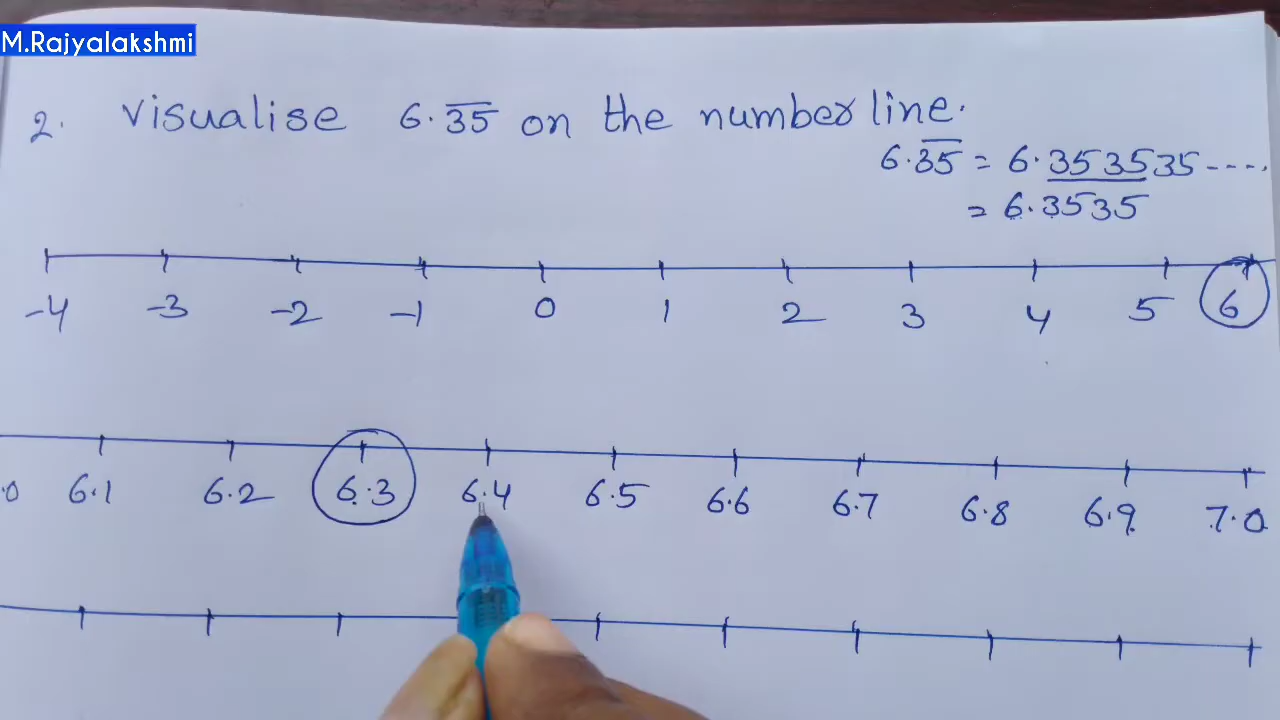 M.Rajyalakshmi
2. Visualise 6.3̅5̅ on the number line.
6.3̅5̅ = 6.353535----.
= 6.3535
-4 -3 -2 -1 0 1 2 3 4 5 6
.0 6.1 6.2 6.3 6.4 6.5 6.6 6.7 6.8 6.9 7.0